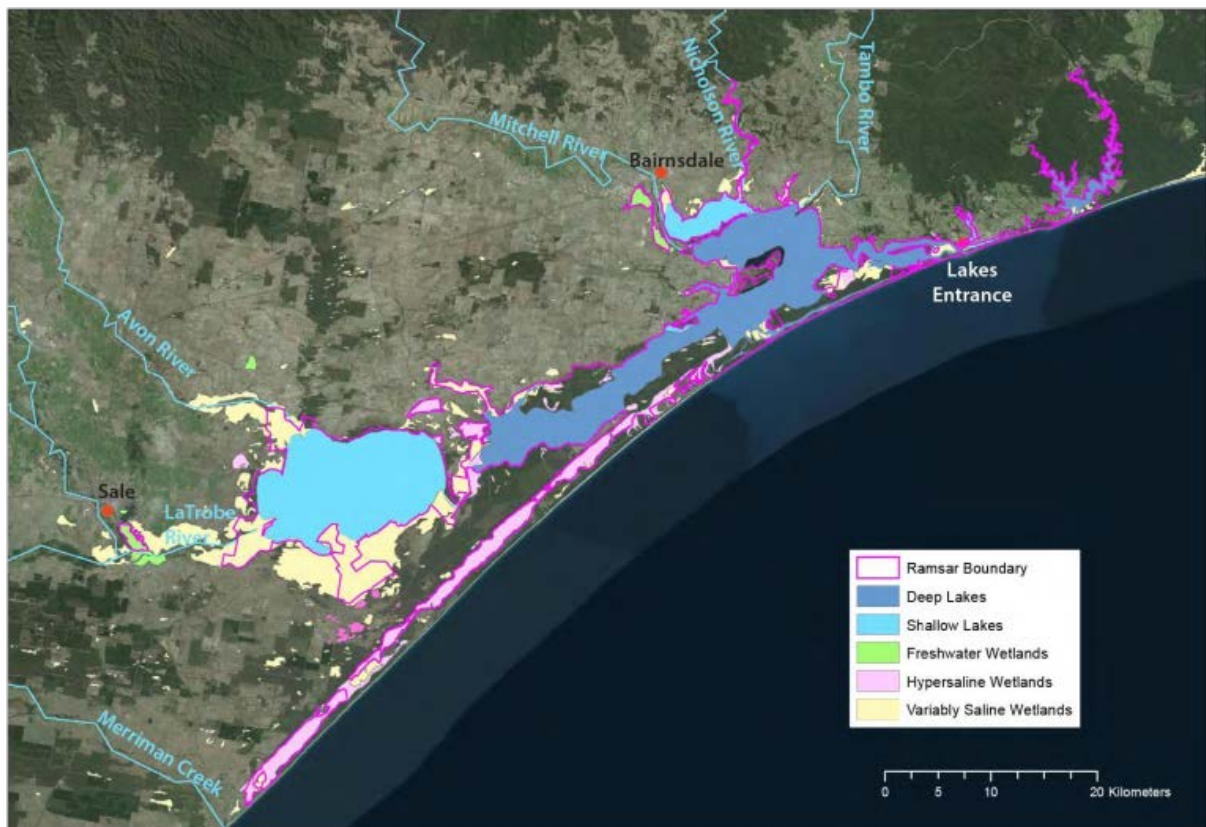 Nicholson River
Tambo River
Mitchell River
Bairnsdale
Lakes
Entrance
Avon River
Sale
LaTrobe
River
Merriman Creek
Ramsar Boundary
Deep Lakes
Shallow Lakes
Freshwater Wetlands
Hypersaline Wetlands
Variably Saline Wetlands
0 5 10 20 Kilometers